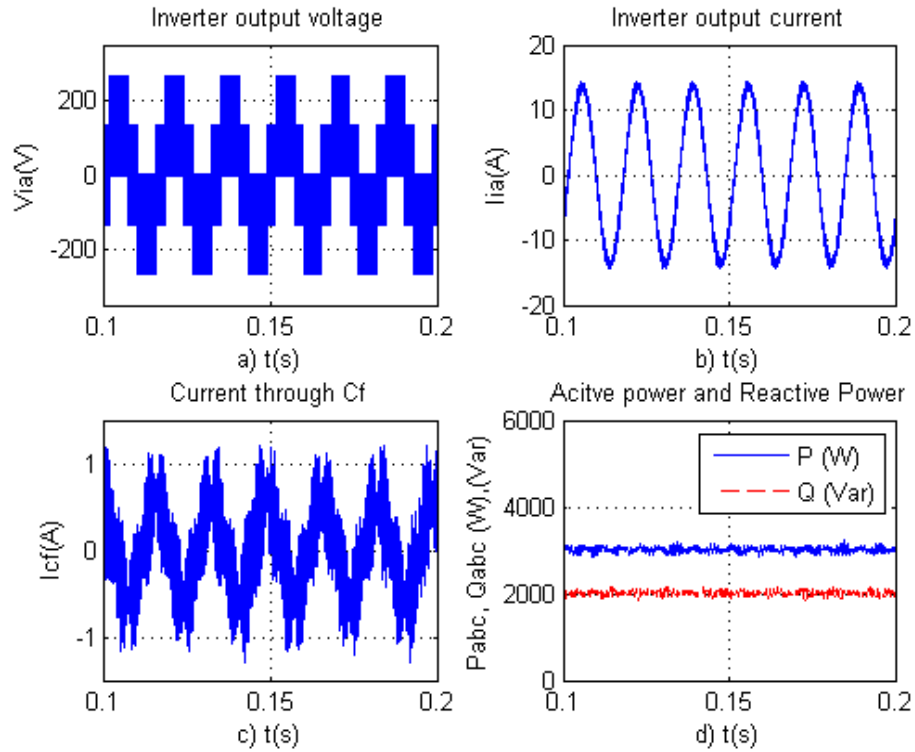 Inverter output voltage
Via(V)
200
0
-200
0.1
0.15
0.2
a) t(s)
Inverter output current
Iia(A)
20
10
0
-10
-20
0.1
0.15
0.2
b) t(s)
Current through Cf
Icf(A)
1
0
-1
0.1
0.15
0.2
c) t(s)
Acitve power and Reactive Power
Pabc, Qabc (W),(Var)
6000
4000
2000
0
P (W)
Q (Var)
0.1
0.15
0.2
d) t(s)